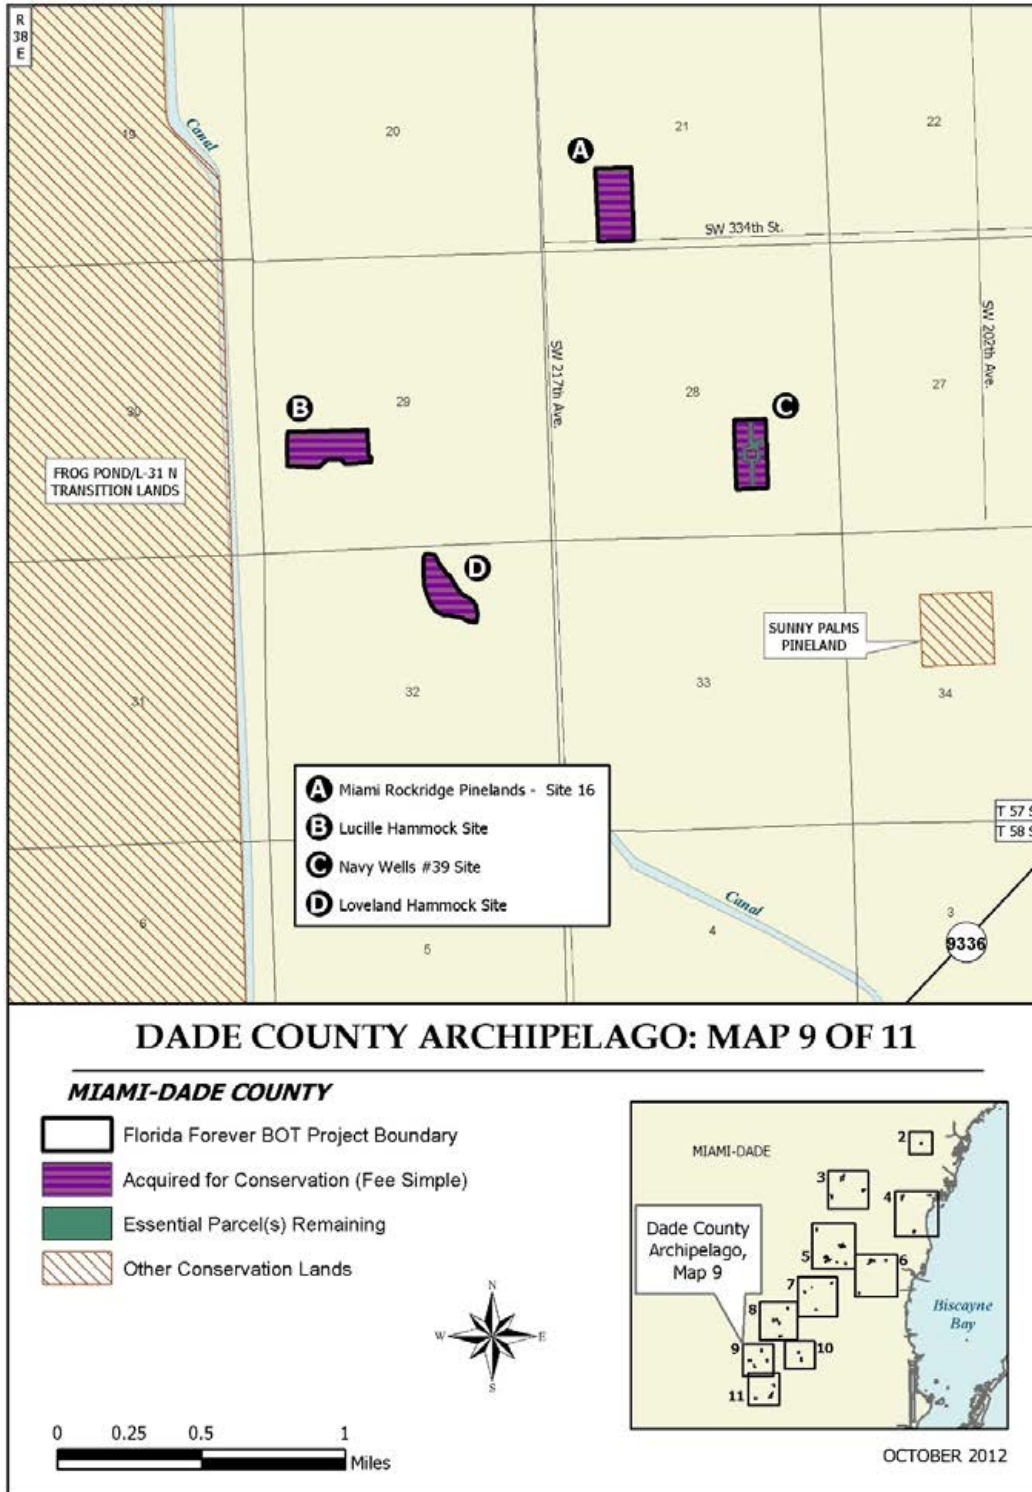 R
38
E
19
Canal
20
21
22
A
SW 334th St.
SW 217th Ave.
SW 202th Ave.
30
B
29
28
C
27
FROG POND/L-31 N
TRANSITION LANDS
D
SUNNY PALMS
PINELAND
31
32
33
34
A Miami Rockridge Pinelands - Site 16
B Lucille Hammock Site
C Navy Wells #39 Site
D Loveland Hammock Site
T 57 S
T 58 S
Canal
6
5
4
3
9336
DADE COUNTY ARCHIPELAGO: MAP 9 OF 11
MIAMI-DADE COUNTY
Florida Forever BOT Project Boundary
Acquired for Conservation (Fee Simple)
Essential Parcel(s) Remaining
Other Conservation Lands
N
W
E
S
0 0.25 0.5 1
Miles
MIAMI-DADE
2
3
4
Dade County
Archipelago,
Map 9
5
6
7
8
9
10
11
Biscayne
Bay
OCTOBER 2012